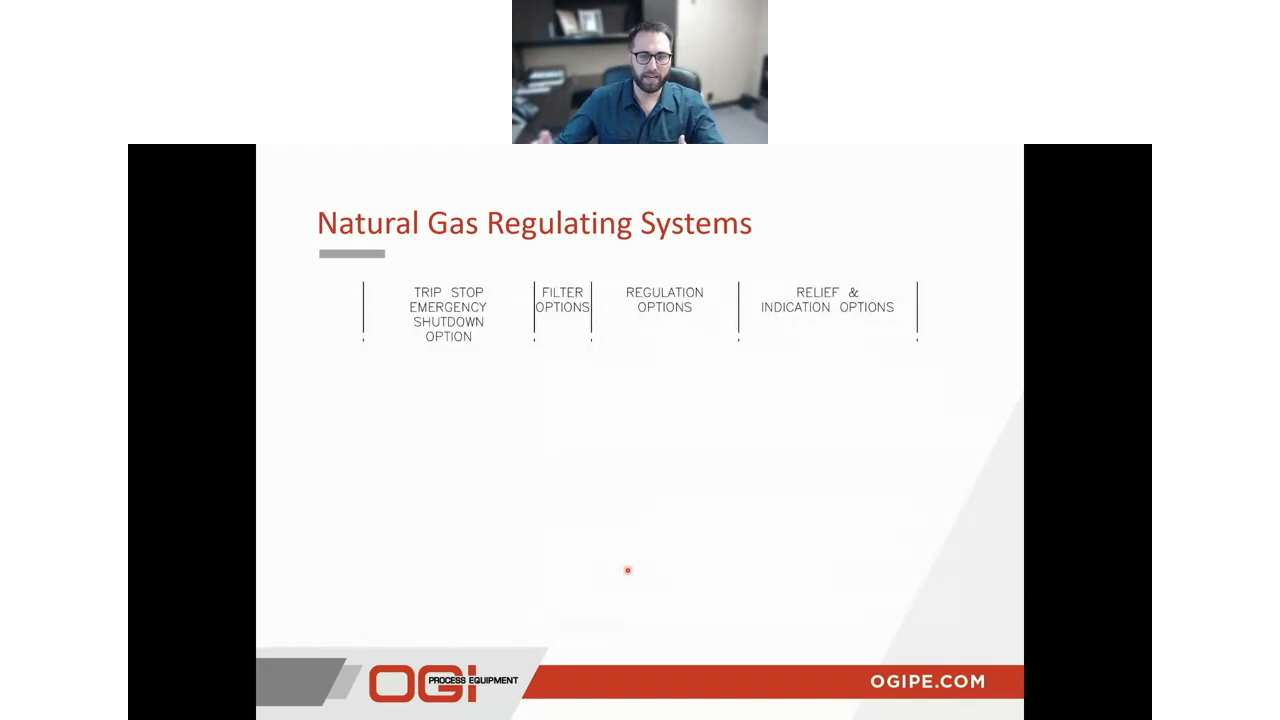 Natural Gas Regulating Systems
TRIP STOP
EMERGENCY
SHUTDOWN
OPTION
FILTER
OPTIONS
REGULATION
OPTIONS
RELIEF &
INDICATION OPTIONS
OGI PROCESS EQUIPMENT
OGIPE.COM